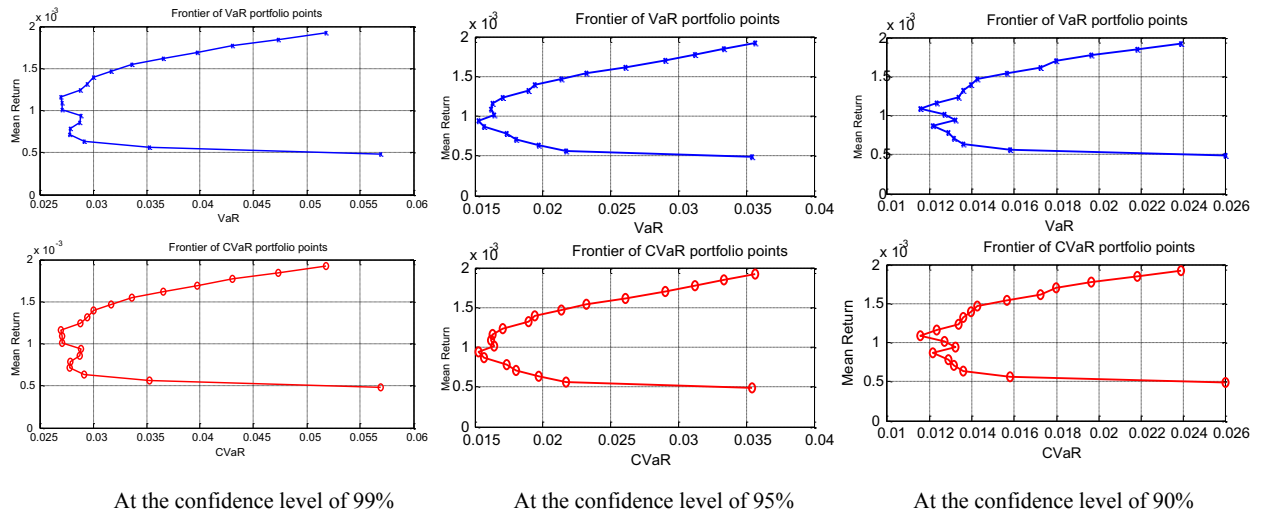 Frontier of VaR portfolio points
x 10^-3
2
1.5
1
0.5
0
Mean Return
0.025 0.03 0.035 0.04 0.045 0.05 0.055 0.06
VaR
Frontier of VaR portfolio points
x 10^-3
2
1.5
1
0.5
0
Mean Return
0.015 0.02 0.025 0.03 0.035 0.04
VaR
Frontier of VaR portfolio points
x 10^-3
2
1.5
1
0.5
0
Mean Return
0.01 0.012 0.014 0.016 0.018 0.02 0.022 0.024 0.026
VaR
Frontier of CVaR portfolio points
x 10^-3
2
1.5
1
0.5
0
Mean Return
0.025 0.03 0.035 0.04 0.045 0.05 0.055 0.06
CVaR
Frontier of CVaR portfolio points
x 10^-3
2
1.5
1
0.5
0
Mean Return
0.015 0.02 0.025 0.03 0.035 0.04
CVaR
Frontier of CVaR portfolio points
x 10^-3
2
1.5
1
0.5
0
Mean Return
0.01 0.012 0.014 0.016 0.018 0.02 0.022 0.024 0.026
CVaR
At the confidence level of 99%
At the confidence level of 95%
At the confidence level of 90%